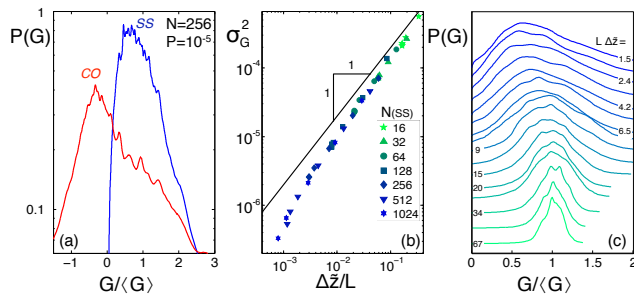 1
P(G)
0.1
CO
SS
N=256
P=10⁻⁵
(a)
−1 0 1 2 3
G/⟨G⟩
σ_G²
10⁻⁴
10⁻⁵
10⁻⁶
1
1
N(SS)
16
32
64
128
256
512
1024
(b)
10⁻³ 10⁻² 10⁻¹
Δz̃/L
P(G)
L Δz̃=
1.5
2.4
4.2
6.5
9
15
20
34
67
(c)
0 0.5 1 1.5 2
G/⟨G⟩